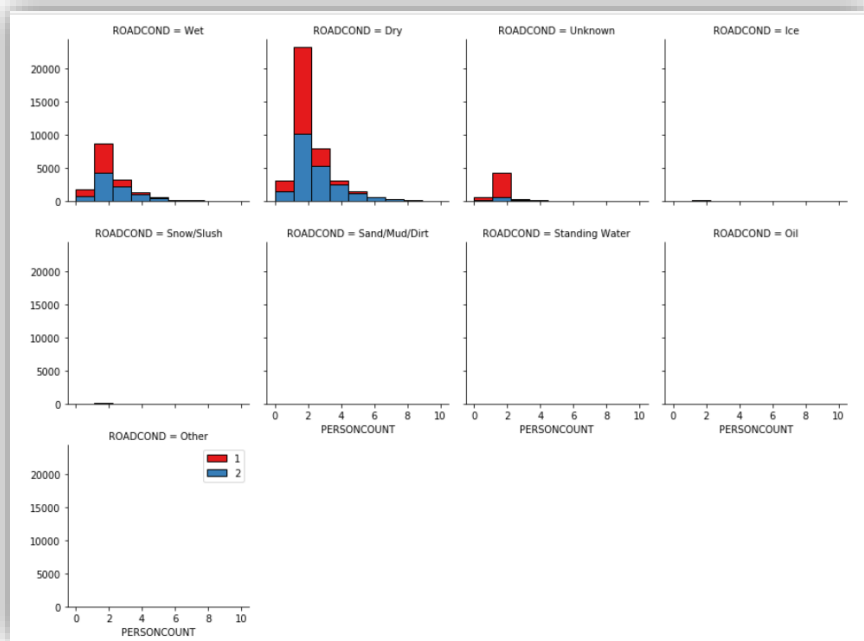 ROADCOND = Wet
ROADCOND = Dry
ROADCOND = Unknown
ROADCOND = Ice
20000
15000
10000
5000
0
ROADCOND = Snow/Slush
ROADCOND = Sand/Mud/Dirt
ROADCOND = Standing Water
ROADCOND = Oil
20000
15000
10000
5000
0
0 2 4 6 8 10
PERSONCOUNT
0 2 4 6 8 10
PERSONCOUNT
0 2 4 6 8 10
PERSONCOUNT
ROADCOND = Other
1
2
20000
15000
10000
5000
0
0 2 4 6 8 10
PERSONCOUNT